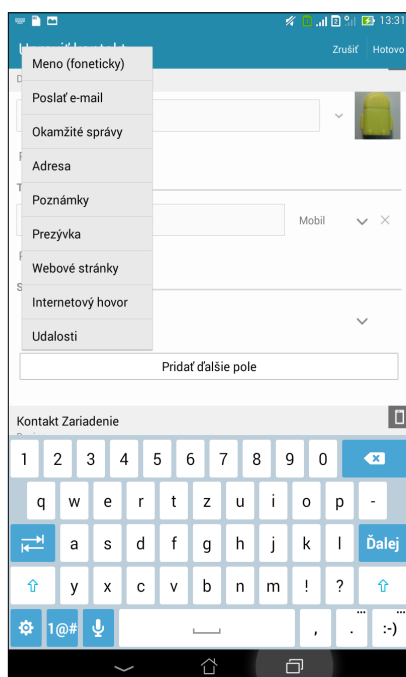 13:31
Zrušiť
Hotovo
Meno (foneticky)
Poslať e-mail
Okamžité správy
Adresa
Poznámky
Prezývka
Webové stránky
Internetový hovor
Udalosti
Mobil
Pridať ďalšie pole
Kontakt Zariadenie
1 2 3 4 5 6 7 8 9 0
q w e r t z u i o p -
a s d f g h j k l Ďalej
y x c v b n m ! ?
1@# , . :-)